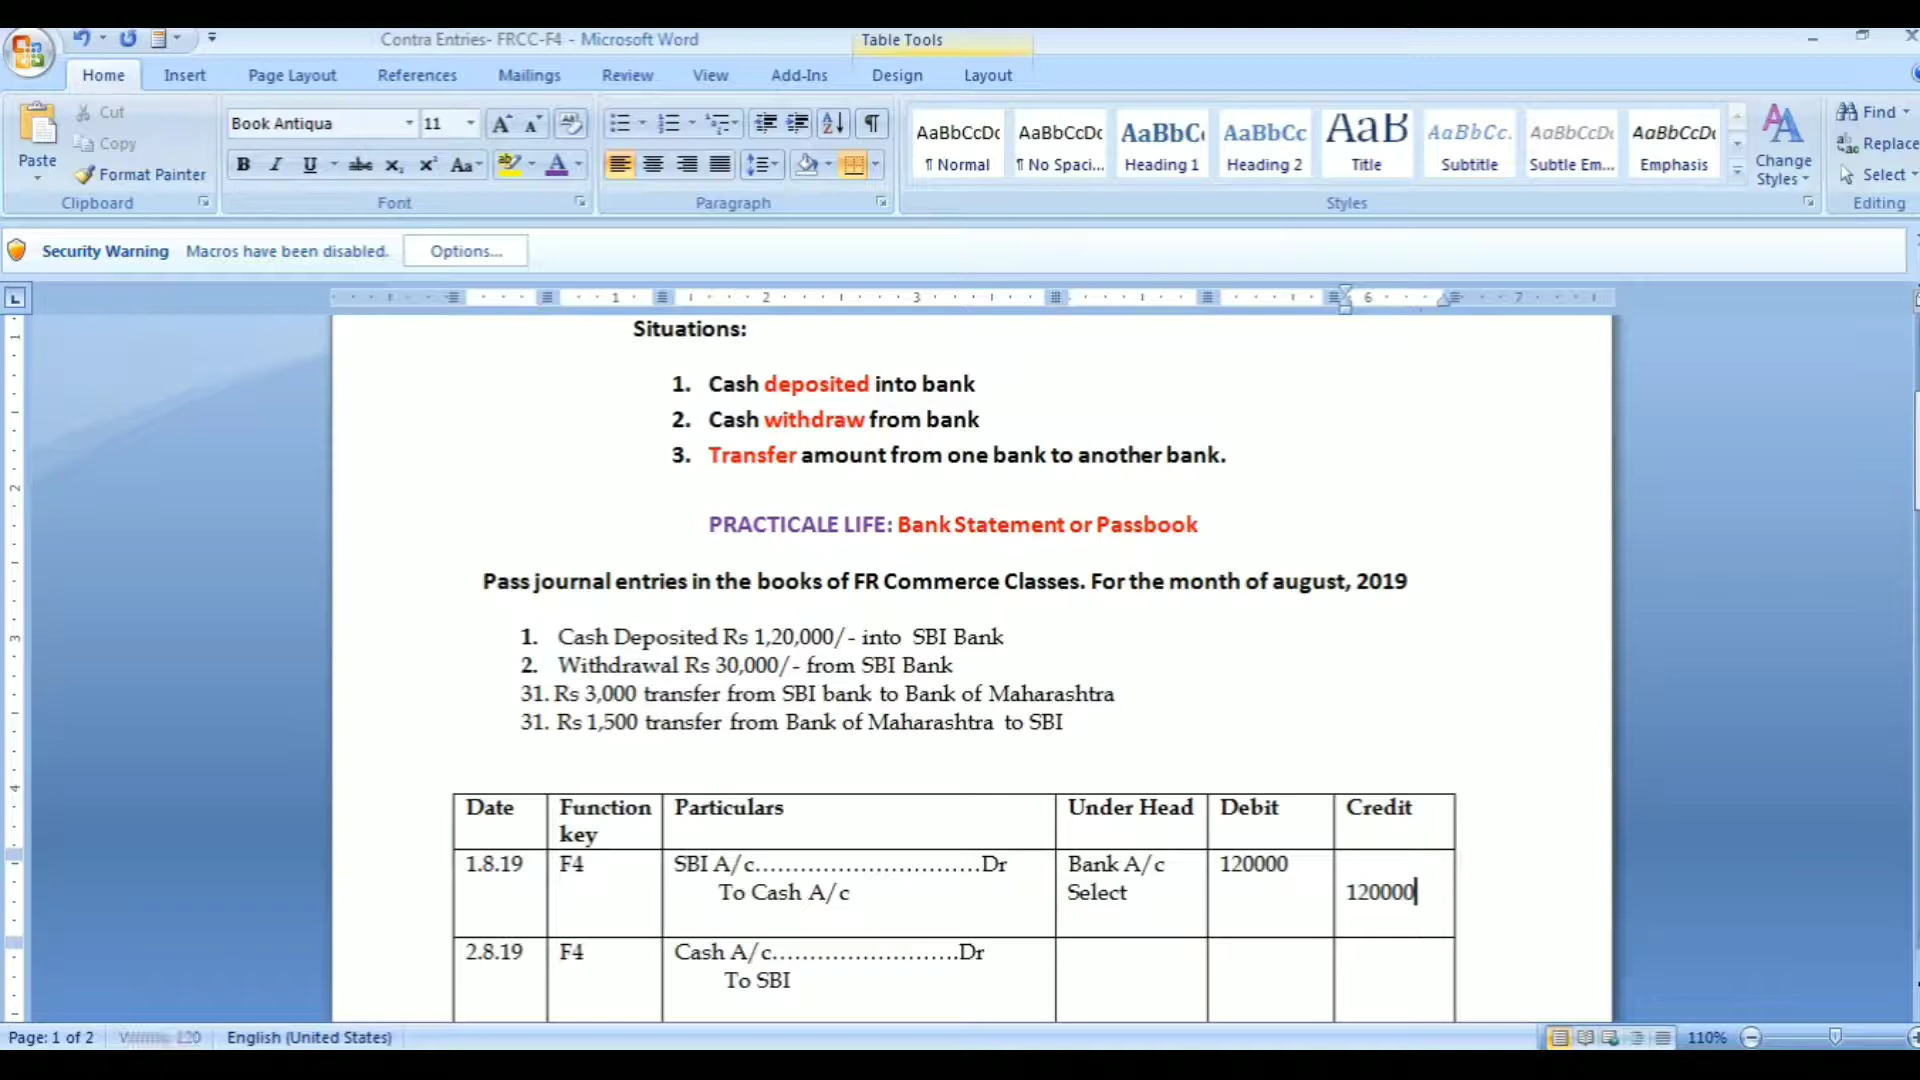 Contra Entries- FRCC-F4 - Microsoft Word
Table Tools
Home Insert Page Layout References Mailings Review View Add-Ins Design Layout
Paste
Cut
Copy
Format Painter
Clipboard
Book Antiqua 11
Font
Paragraph
AaBbCcDc AaBbCcDc AaBbC AaBbCc AaB AaBbCc. AaBbCcDc AaBbCcDc
¶ Normal ¶ No Spaci... Heading 1 Heading 2 Title Subtitle Subtle Em... Emphasis
Styles
Change
Styles
Find
Replace
Select
Editing
Security Warning Macros have been disabled. Options...
1 2 3 6 7
Situations:
1. Cash deposited into bank
2. Cash withdraw from bank
3. Transfer amount from one bank to another bank.
PRACTICALE LIFE: Bank Statement or Passbook
Pass journal entries in the books of FR Commerce Classes. For the month of august, 2019
1. Cash Deposited Rs 1,20,000/- into SBI Bank
2. Withdrawal Rs 30,000/- from SBI Bank
31. Rs 3,000 transfer from SBI bank to Bank of Maharashtra
31. Rs 1,500 transfer from Bank of Maharashtra to SBI
Date Function key Particulars Under Head Debit Credit
1.8.19 F4 SBI A/c..............................Dr Bank A/c 120000
To Cash A/c Select 120000
2.8.19 F4 Cash A/c.........................Dr
To SBI
Page: 1 of 2 English (United States) 110%